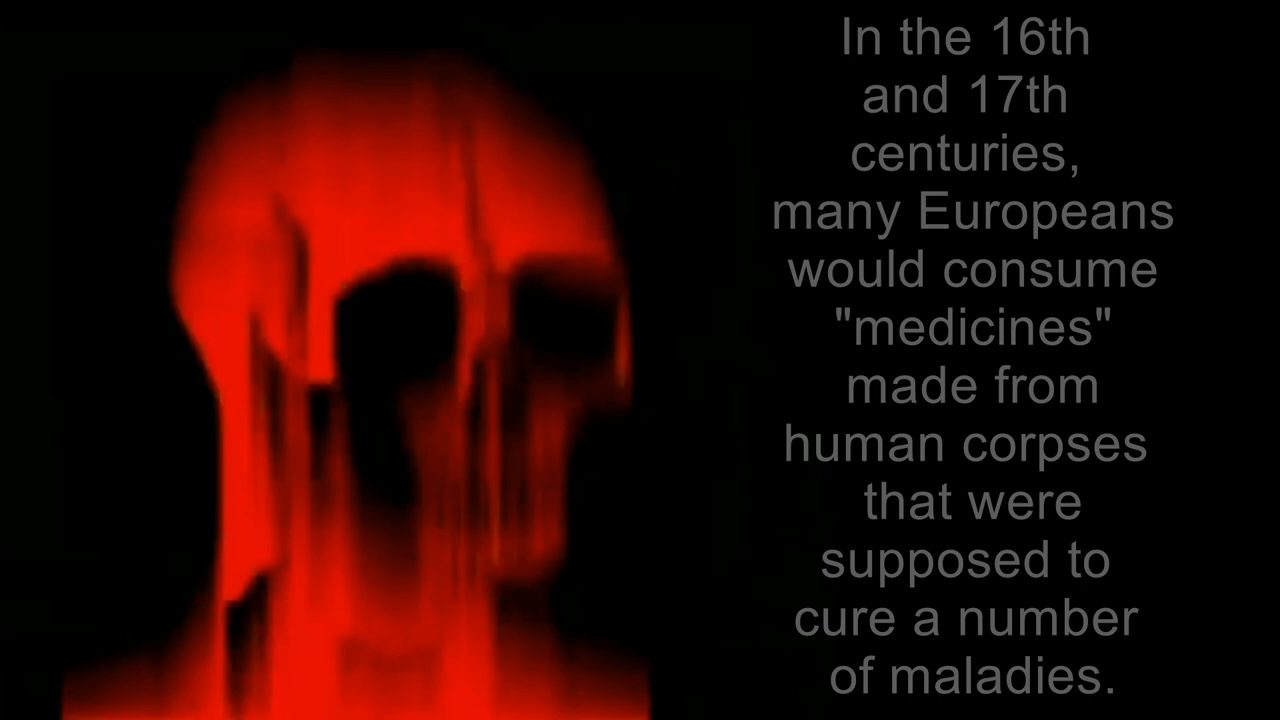 In the 16th
and 17th
centuries,
many Europeans
would consume
"medicines"
made from
human corpses
that were
supposed to
cure a number
of maladies.